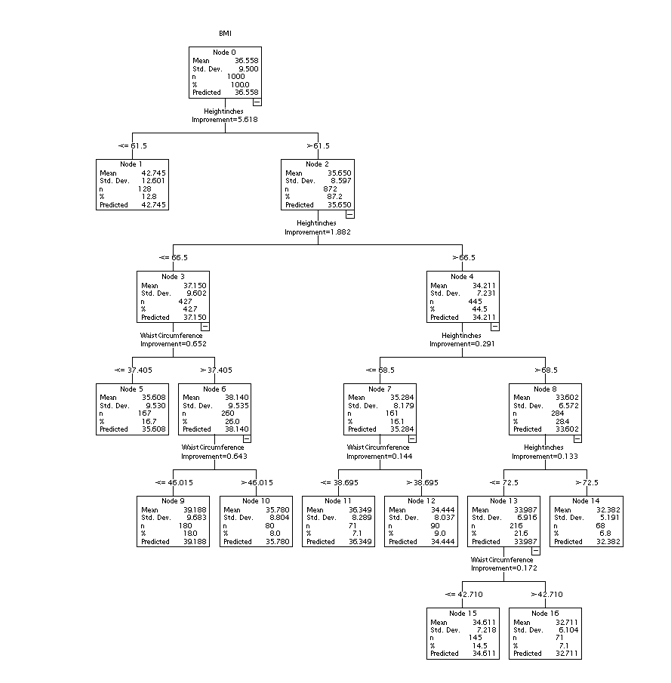 BMI
Node 0
Mean 36.558
Std. Dev. 9.500
n 1000
% 100.0
Predicted 36.558
Heightinches
Improvement=5.618
<= 61.5
> 61.5
Node 1
Mean 42.745
Std. Dev. 12.601
n 128
% 12.8
Predicted 42.745
Node 2
Mean 35.650
Std. Dev. 8.597
n 872
% 87.2
Predicted 35.650
Heightinches
Improvement=1.882
<= 66.5
> 66.5
Node 3
Mean 37.150
Std. Dev. 9.602
n 427
% 42.7
Predicted 37.150
Node 4
Mean 34.211
Std. Dev. 7.231
n 445
% 44.5
Predicted 34.211
Waist Circumference
Improvement=0.652
Heightinches
Improvement=0.291
<= 37.405
> 37.405
<= 68.5
> 68.5
Node 5
Mean 35.608
Std. Dev. 9.530
n 167
% 16.7
Predicted 35.608
Node 6
Mean 38.140
Std. Dev. 9.535
n 260
% 26.0
Predicted 38.140
Node 7
Mean 35.284
Std. Dev. 8.179
n 161
% 16.1
Predicted 35.284
Node 8
Mean 33.602
Std. Dev. 6.572
n 284
% 28.4
Predicted 33.602
Waist Circumference
Improvement=0.643
Waist Circumference
Improvement=0.144
Heightinches
Improvement=0.133
<= 46.015
> 46.015
<= 38.695
> 38.695
<= 72.5
> 72.5
Node 9
Mean 39.188
Std. Dev. 9.683
n 180
% 18.0
Predicted 39.188
Node 10
Mean 35.780
Std. Dev. 8.804
n 80
% 8.0
Predicted 35.780
Node 11
Mean 36.349
Std. Dev. 8.289
n 71
% 7.1
Predicted 36.349
Node 12
Mean 34.444
Std. Dev. 8.037
n 90
% 9.0
Predicted 34.444
Node 13
Mean 33.987
Std. Dev. 6.916
n 216
% 21.6
Predicted 33.987
Node 14
Mean 32.382
Std. Dev. 5.191
n 68
% 6.8
Predicted 32.382
Waist Circumference
Improvement=0.172
<= 42.710
> 42.710
Node 15
Mean 34.611
Std. Dev. 7.218
n 145
% 14.5
Predicted 34.611
Node 16
Mean 32.711
Std. Dev. 6.104
n 71
% 7.1
Predicted 32.711